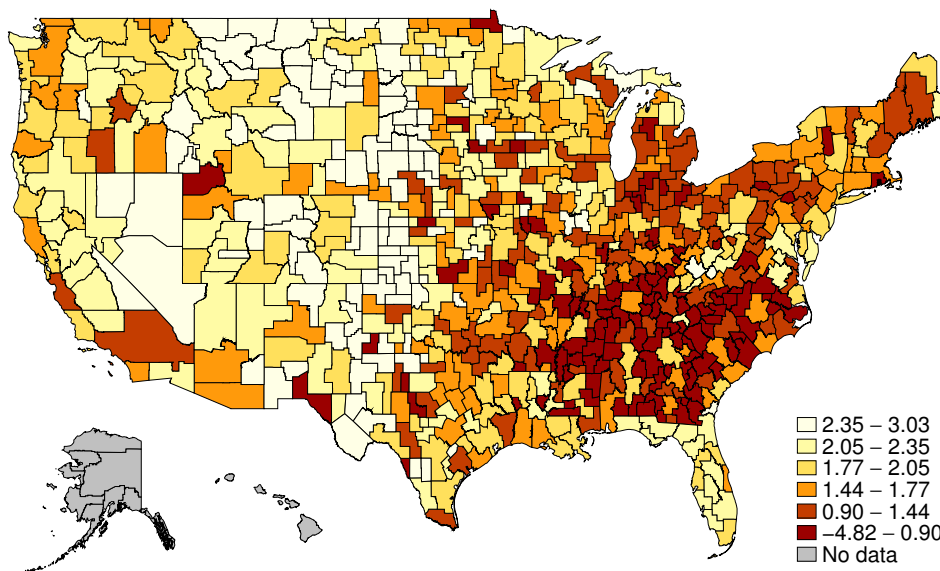 2.35 – 3.03
2.05 – 2.35
1.77 – 2.05
1.44 – 1.77
0.90 – 1.44
−4.82 – 0.90
No data